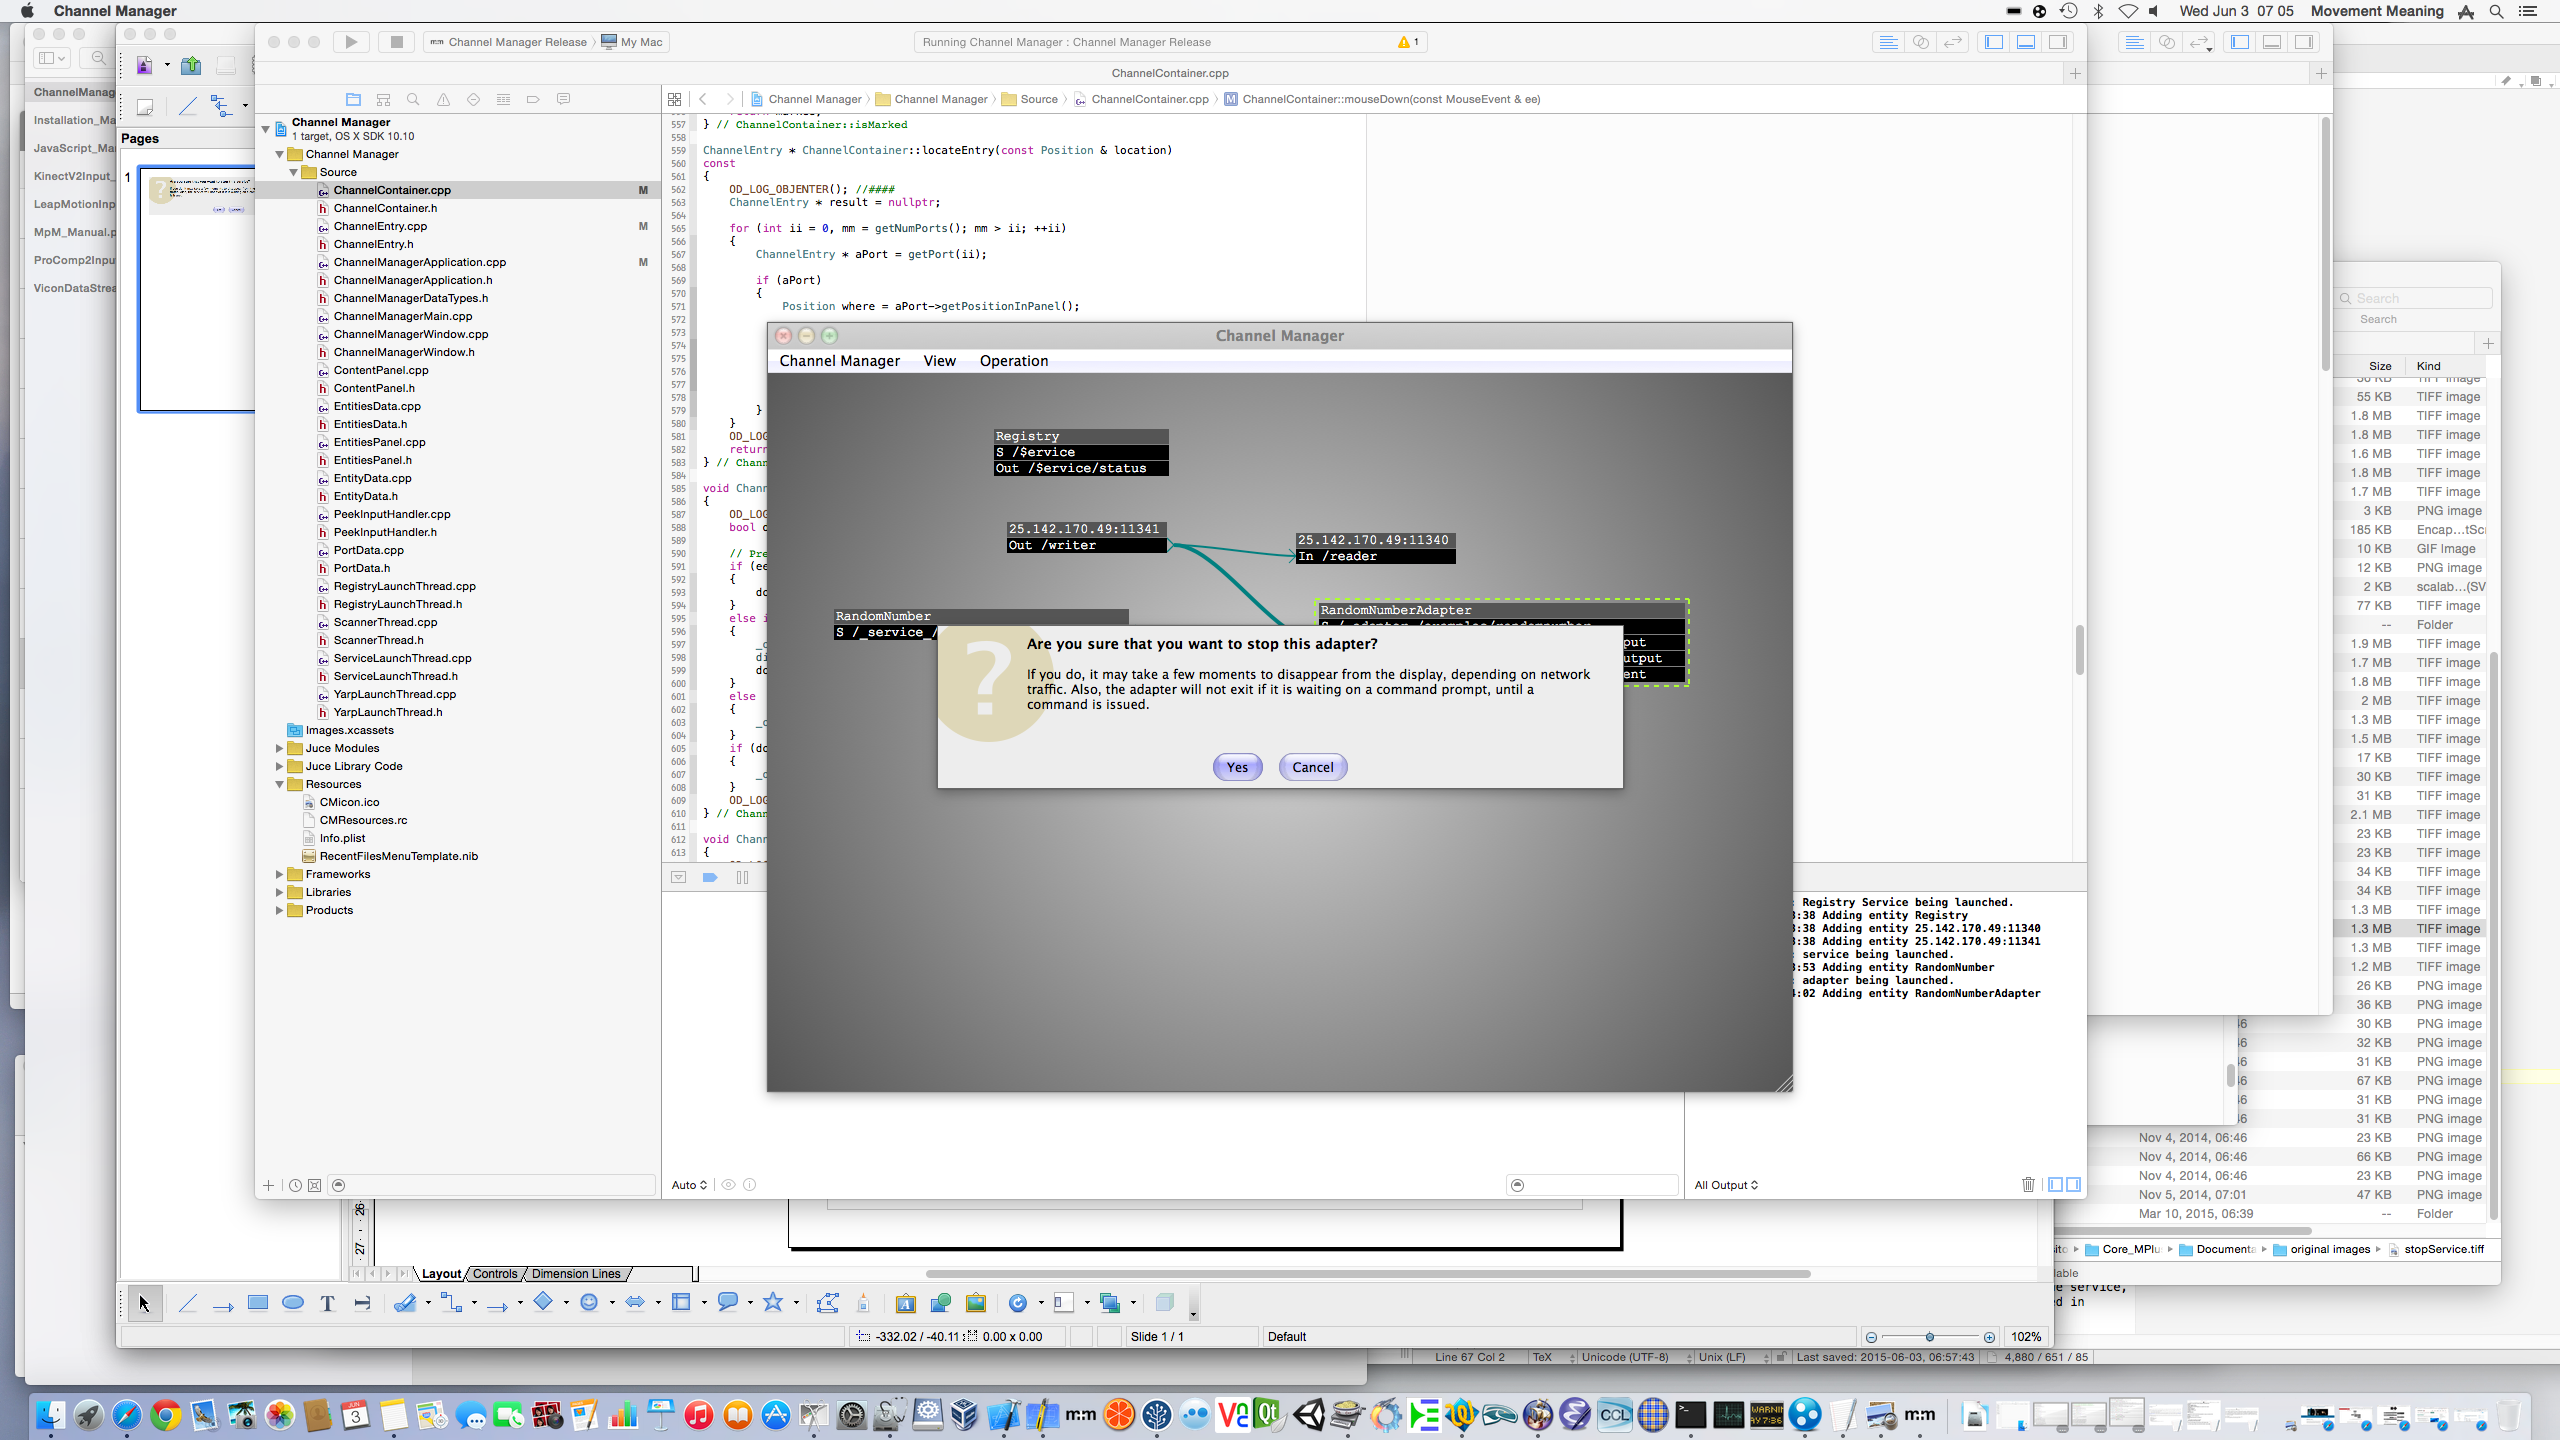 Channel Manager
Wed Jun 3 07 05 Movement Meaning
Channel Manager Release
My Mac
Running Channel Manager : Channel Manager Release
1
ChannelContainer.cpp
Channel Manager
Channel Manager
Source
ChannelContainer.cpp
M
ChannelContainer::mouseDown(const MouseEvent & ee)
ChannelManag
Installation_Ma
JavaScript_Ma
KinectV2Input_
LeapMotionInp
MpM_Manual.p
ProComp2Inpu
ViconDataStrea
Pages
1
Channel Manager
1 target, OS X SDK 10.10
Channel Manager
Source
ChannelContainer.cpp M
ChannelContainer.h
ChannelEntry.cpp M
ChannelEntry.h
ChannelManagerApplication.cpp M
ChannelManagerApplication.h
ChannelManagerDataTypes.h
ChannelManagerMain.cpp
ChannelManagerWindow.cpp
ChannelManagerWindow.h
ContentPanel.cpp
ContentPanel.h
EntitiesData.cpp
EntitiesData.h
EntitiesPanel.cpp
EntitiesPanel.h
EntityData.cpp
EntityData.h
PeekInputHandler.cpp
PeekInputHandler.h
PortData.cpp
PortData.h
RegistryLaunchThread.cpp
RegistryLaunchThread.h
ScannerThread.cpp
ScannerThread.h
ServiceLaunchThread.cpp
ServiceLaunchThread.h
YarpLaunchThread.cpp
YarpLaunchThread.h
Images.xcassets
Juce Modules
Juce Library Code
Resources
CMicon.ico
CMResources.rc
Info.plist
RecentFilesMenuTemplate.nib
Frameworks
Libraries
Products
557 } // ChannelContainer::isMarked
558
559 ChannelEntry * ChannelContainer::locateEntry(const Position & location)
560 const
561 {
562 OD_LOG_OBJENTER(); //####
563 ChannelEntry * result = nullptr;
564
565 for (int ii = 0, mm = getNumPorts(); mm > ii; ++ii)
566 {
567 ChannelEntry * aPort = getPort(ii);
568
569 if (aPort)
570 {
571 Position where = aPort->getPositionInPanel();
572
573
574
575
576
577
578
579 }
580 }
581 OD_LOG
582 return
583 } // Chann
584
585 void Chann
586 {
587 OD_LOG
588 bool d
589
590 // Pre
591 if (ee
592 {
593 do
594 }
595 else i
596 {
597 _c
598 di
599 do
600 }
601 else
602 {
603 _c
604 }
605 if (do
606 {
607 _c
608 }
609 OD_LOG
610 } // Chann
611
612 void Chann
613 {
Channel Manager
Channel Manager View Operation
Registry
S /$ervice
Out /$ervice/status
25.142.170.49:11341
Out /writer
25.142.170.49:11340
In /reader
RandomNumber
S /_service_/
RandomNumberAdapter
put
utput
ent
Are you sure that you want to stop this adapter?
If you do, it may take a few moments to disappear from the display, depending on network
traffic. Also, the adapter will not exit if it is waiting on a command prompt, until a
command is issued.
Yes Cancel
: Registry Service being launched.
:38 Adding entity Registry
:38 Adding entity 25.142.170.49:11340
:38 Adding entity 25.142.170.49:11341
: service being launched.
:53 Adding entity RandomNumber
: adapter being launched.
:02 Adding entity RandomNumberAdapter
Auto
All Output
Search
Search
Size Kind
55 KB TIFF image
1.8 MB TIFF image
1.8 MB TIFF image
1.6 MB TIFF image
1.8 MB TIFF image
1.7 MB TIFF image
3 KB PNG image
185 KB Encap...tScr
10 KB GIF Image
12 KB PNG image
2 KB scalab...(SV
77 KB TIFF image
-- Folder
1.9 MB TIFF image
1.7 MB TIFF image
1.8 MB TIFF image
2 MB TIFF image
1.3 MB TIFF image
1.5 MB TIFF image
17 KB TIFF image
30 KB TIFF image
31 KB TIFF image
2.1 MB TIFF image
23 KB TIFF image
23 KB TIFF image
34 KB TIFF image
34 KB TIFF image
1.3 MB TIFF image
1.3 MB TIFF image
1.3 MB TIFF image
1.2 MB TIFF image
26 KB PNG image
36 KB PNG image
46 30 KB PNG image
46 32 KB PNG image
46 31 KB PNG image
46 67 KB PNG image
46 31 KB PNG image
46 31 KB PNG image
Nov 4, 2014, 06:46 23 KB PNG image
Nov 4, 2014, 06:46 66 KB PNG image
Nov 4, 2014, 06:46 23 KB PNG image
Nov 5, 2014, 07:01 47 KB PNG image
Mar 10, 2015, 06:39 -- Folder
Core_MPlu Documenta original images stopService.tiff
lable
e service,
d in
26
27
Layout Controls Dimension Lines
-332.02 / -40.11 0.00 x 0.00 Slide 1 / 1 Default 102%
Line 67 Col 2 TeX Unicode (UTF-8) Unix (LF) Last saved: 2015-06-03, 06:57:43 4,880 / 651 / 85
JUN
3
m:m
Qt
CCL
WARNIN
AY 7:36
m:m